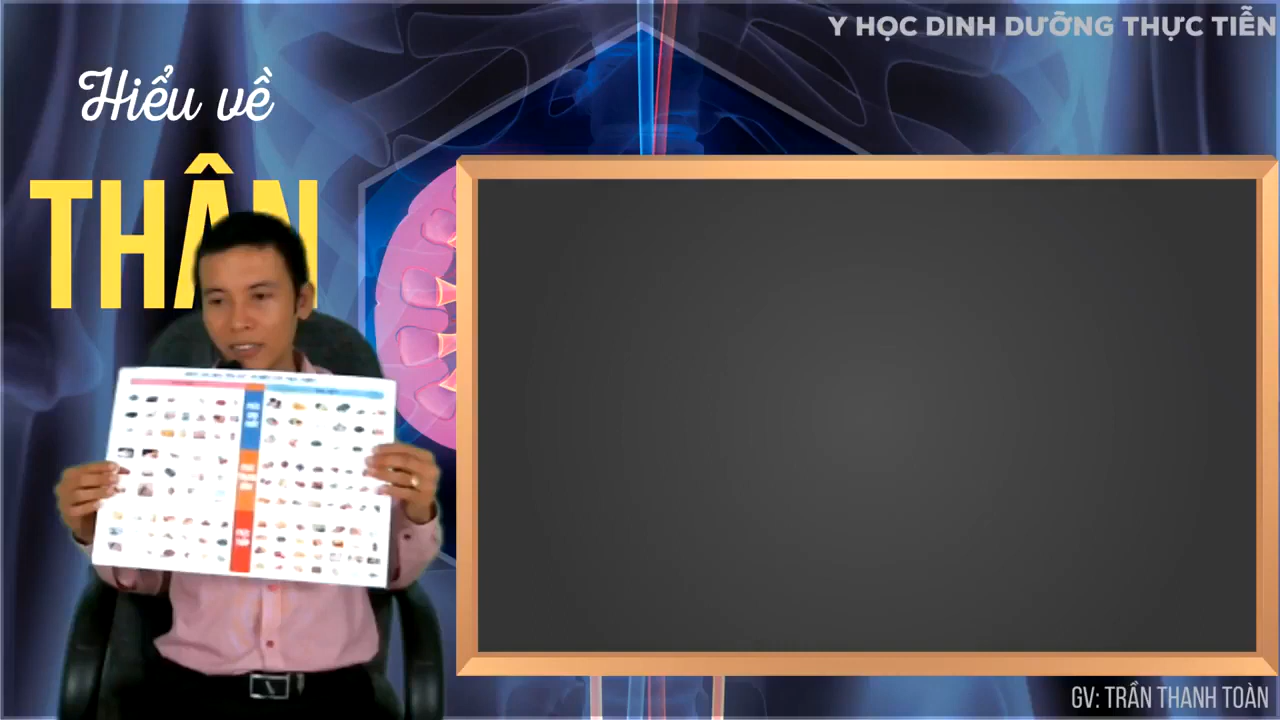 Y HỌC DINH DƯỠNG THỰC TIỄN
Hiểu về
THÂN
GV: TRẦN THANH TOÀN